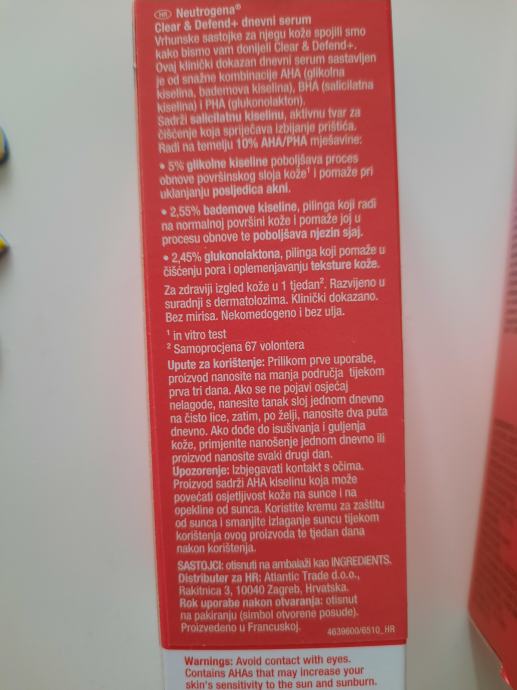 HR Neutrogena®
Clear & Defend+ dnevni serum
Vrhunske sastojke za njegu kože spojili smo
kako bismo vam donijeli Clear & Defend+.
Ovaj klinički dokazan dnevni serum sastavljen
je od snažne kombinacije AHA (glikolna
kiselina, bademova kiselina), BHA (salicilatna
kiselina) i PHA (glukonolakton).
Sadrži salicilatnu kiselinu, aktivnu tvar za
čišćenje koja sprječava izbijanje prištića.
Radi na temelju 10% AHA/PHA mješavine:
• 5% glikolne kiseline poboljšava proces
obnove površinskog sloja kože¹ i pomaže pri
uklanjanju posljedica akni.
• 2,55% bademove kiseline, pilinga koji radi
na normalnoj površini kože i pomaže joj u
procesu obnove te poboljšava njezin sjaj.
• 2,45% glukonolaktona, pilinga koji pomaže u
čišćenju pora i oplemenjavanju teksture kože.
Za zdraviji izgled kože u 1 tjedan². Razvijeno u
suradnji s dermatolozima. Klinički dokazano.
Bez mirisa. Nekomedogeno i bez ulja.
¹ in vitro test
² Samoprocjena 67 volontera
Upute za korištenje: Prilikom prve uporabe,
proizvod nanosite na manja područja tijekom
prva tri dana. Ako se ne pojavi osjećaj
nelagode, nanesite tanak sloj jednom dnevno
na čisto lice, zatim, po želji, nanosite dva puta
dnevno. Ako dođe do isušivanja i guljenja
kože, primjenite nanošenje jednom dnevno ili
proizvod nanosite svaki drugi dan.
Upozorenje: Izbjegavati kontakt s očima.
Proizvod sadrži AHA kiselinu koja može
povećati osjetljivost kože na sunce i na
opekline od sunca. Koristite kremu za zaštitu
od sunca i smanjite izlaganje suncu tijekom
korištenja ovog proizvoda te tjedan dana
nakon korištenja.
SASTOJCI: otisnuti na ambalaži kao INGREDIENTS.
Distributer za HR: Atlantic Trade d.o.o.,
Rakitnica 3, 10040 Zagreb, Hrvatska.
Rok uporabe nakon otvaranja: otisnut
na pakiranju (simbol otvorene posude).
Proizvedeno u Francuskoj. 4639600/6510_HR
Warnings: Avoid contact with eyes.
Contains AHAs that may increase your
skin's sensitivity to the sun and sunburn.